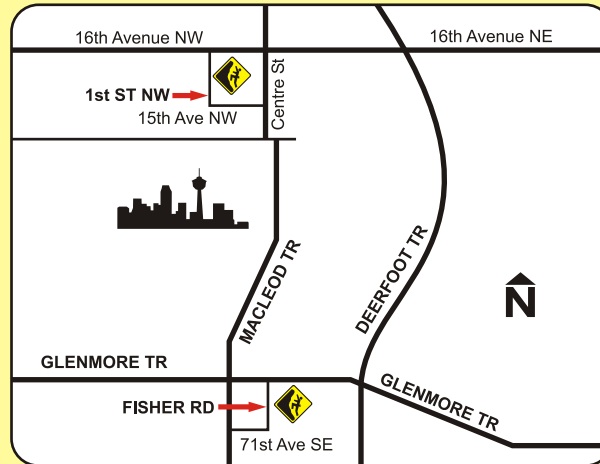 16th Avenue NW
16th Avenue NE
1st ST NW
Centre St
15th Ave NW
MACLEOD TR
DEERFOOT TR
N
GLENMORE TR
GLENMORE TR
FISHER RD
71st Ave SE